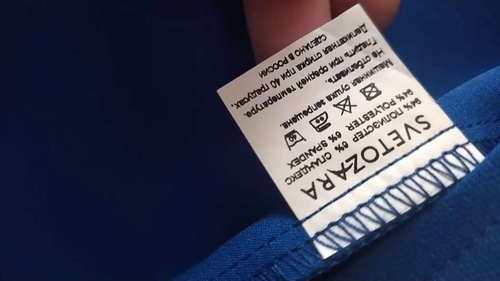 SVETOZARA
94% ПОЛИЭСТЕР 6% СПАНДЕКС
94% POLYESTER 6% SPANDEX
40
Машинная сушка запрещена.
Не отбеливать.
Гладить при средней температуре.
Деликатная стирка при 40 градусах.
СДЕЛАНО В РОССИИ